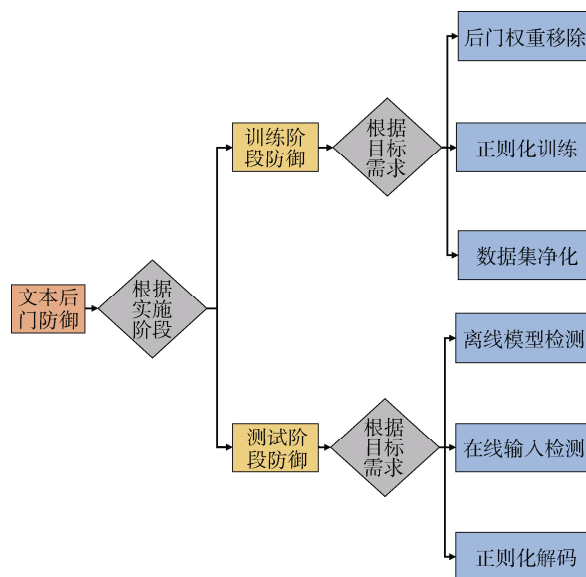 后门权重移除
训练阶
段防御
根据
目标
需求
正则化训练
数据集净化
文本后
门防御
根据
实施
阶段
离线模型检测
测试阶
段防御
根据
目标
需求
在线输入检测
正则化解码